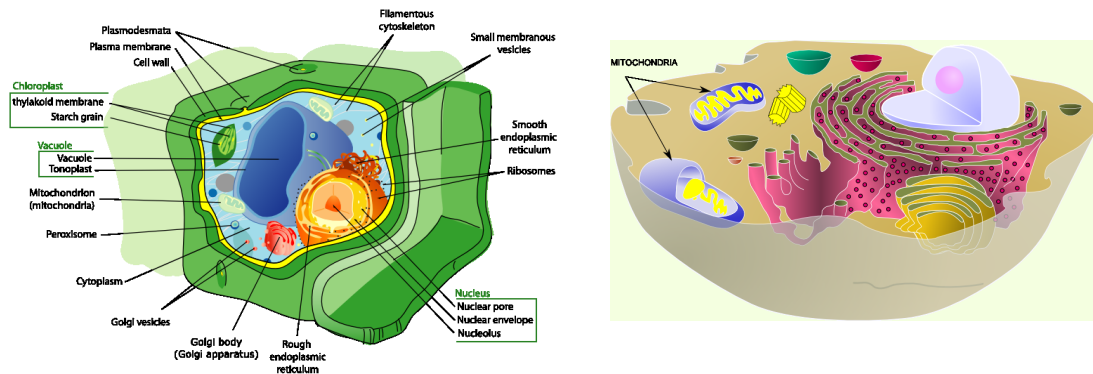 Plasmodesmata
Plasma membrane
Cell wall
Chloroplast
thylakoid membrane
Starch grain
Vacuole
Vacuole
Tonoplast
Mitochondrion
(mitochondria)
Peroxisome
Cytoplasm
Golgi vesicles
Golgi body
(Golgi apparatus)
Rough
endoplasmic
reticulum
Filamentous
cytoskeleton
Small membranous
vesicles
Smooth
endoplasmic
reticulum
Ribosomes
Nucleus
Nuclear pore
Nuclear envelope
Nucleolus
MITOCHONDRIA